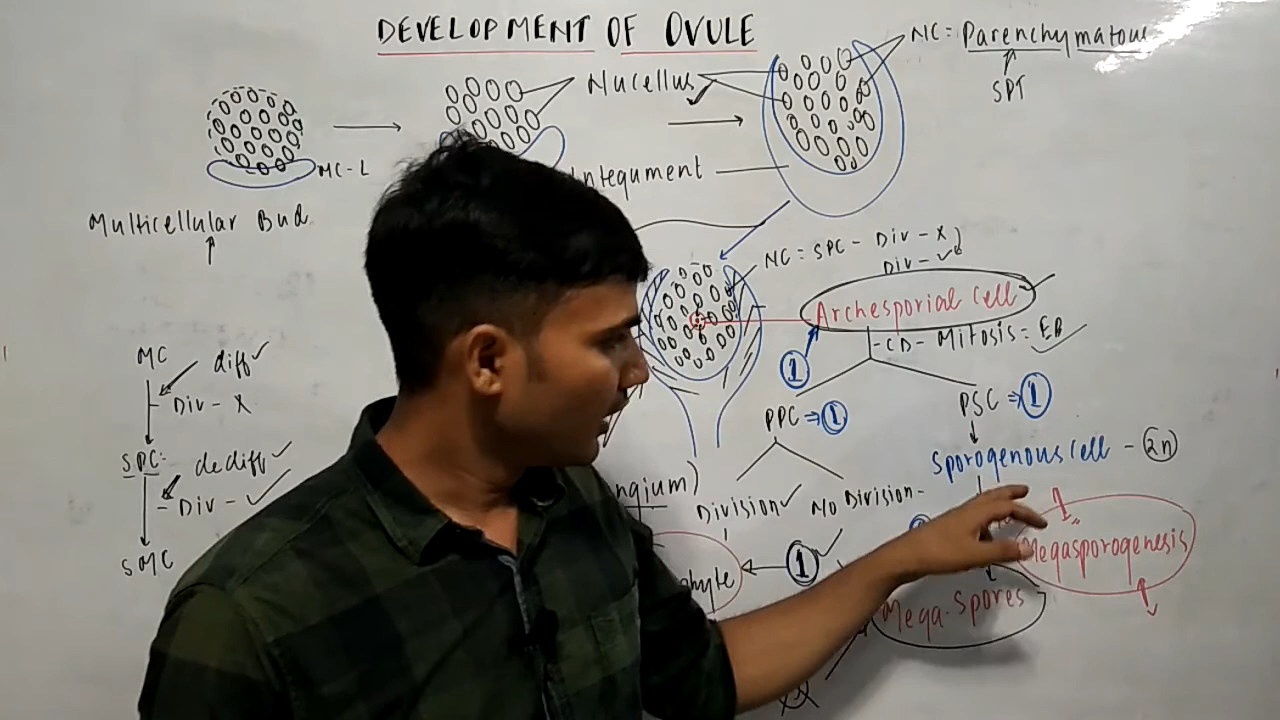 DEVELOPMENT OF OVULE
NC = Parenchymatous
SPT
Nucellus
MC-L
Integument
Multicellular Bud
NC = SPC - Div - X
Div - ✓
Archesporial cell
- CD - Mitosis = EB
1
MC
diff ✓
- Div - X
SPC:
dediff ✓
- Div - ✓
SMC
PPC ⇒ 1
PSC ⇒ 1
Sporogenous cell - 2n
ngium)
Division ✓
No Division -
Megasporogenesis
1
phyte
Mega-Spores